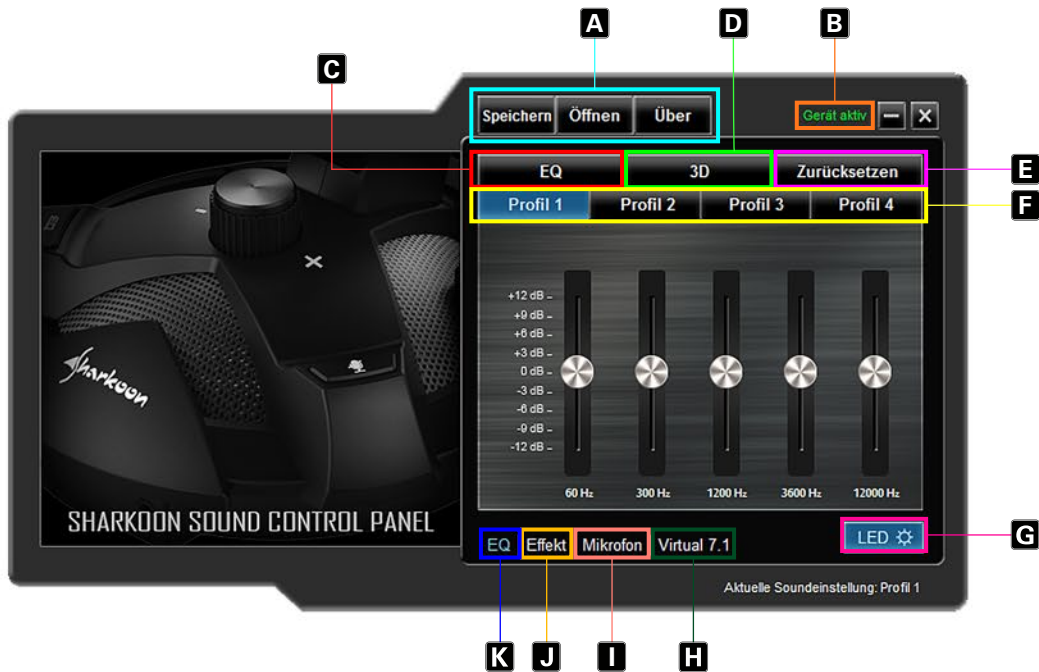 A D B
C
Speichern Öffnen Über Gerät aktiv
EQ 3D Zurücksetzen E
Profil 1 Profil 2 Profil 3 Profil 4 F
+12 dB
+9 dB
+6 dB
+3 dB
0 dB
-3 dB
-6 dB
-9 dB
-12 dB
60 Hz 300 Hz 1200 Hz 3600 Hz 12000 Hz
Sharkoon
SHARKOON SOUND CONTROL PANEL
EQ Effekt Mikrofon Virtual 7.1 LED G
Aktuelle Soundeinstellung: Profil 1
K J I H